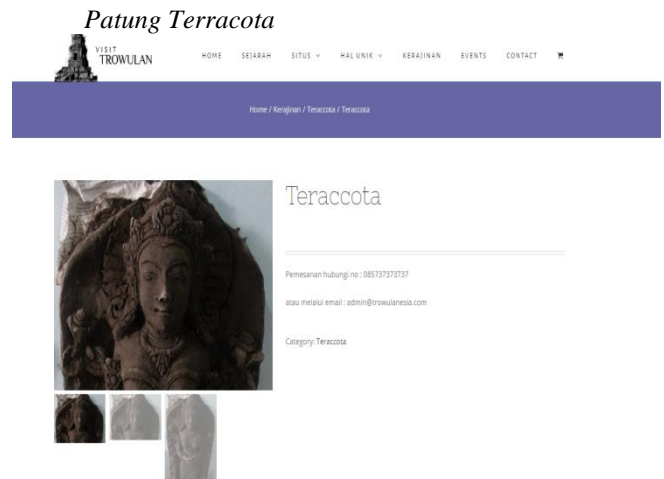 Patung Terracota
VISIT
TROWULAN
HOME SEJARAH SITUS HAL UNIK KERAJINAN EVENTS CONTACT
Home / Kerajinan / Teraccota / Teraccota
Teraccota
Pemesanan hubungi no : 085737373737
atau melalui email : admin@trowulanesia.com
Category: Teraccota